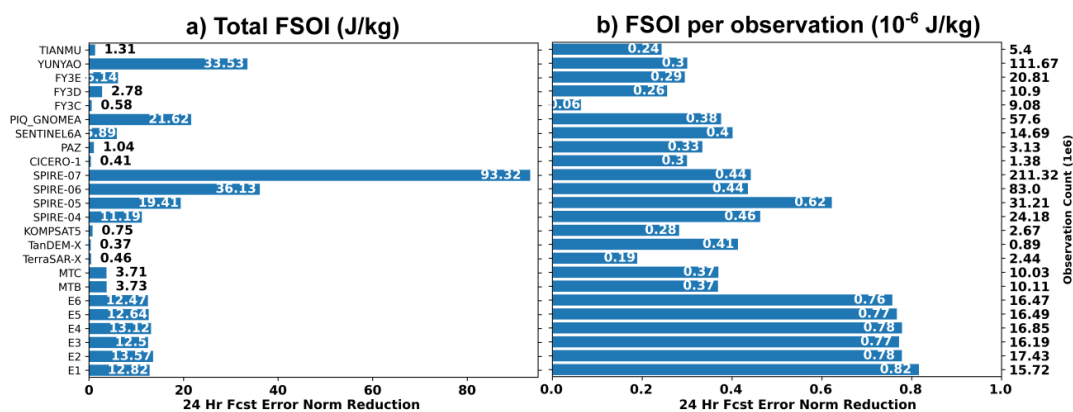 a) Total FSOI (J/kg)
b) FSOI per observation (10-6 J/kg)
TIANMU 1.31 0.24 5.4
YUNYAO 33.53 0.3 111.67
FY3E 6.14 0.29 20.81
FY3D 2.78 0.26 10.9
FY3C 0.58 0.06 9.08
PIQ_GNOMEA 21.62 0.38 57.6
SENTINEL6A 5.89 0.4 14.69
PAZ 1.04 0.33 3.13
CICERO-1 0.41 0.3 1.38
SPIRE-07 93.32 0.44 211.32
SPIRE-06 36.13 0.44 83.0
SPIRE-05 19.41 0.62 31.21
SPIRE-04 11.19 0.46 24.18
KOMPSAT5 0.75 0.28 2.67
TanDEM-X 0.37 0.41 0.89
TerraSAR-X 0.46 0.19 2.44
MTC 3.71 0.37 10.03
MTB 3.73 0.37 10.11
E6 12.47 0.76 16.47
E5 12.64 0.77 16.49
E4 13.12 0.78 16.85
E3 12.5 0.77 16.19
E2 13.57 0.78 17.43
E1 12.82 0.82 15.72
Observation Count (1e6)
0 20 40 60 80
0.0 0.2 0.4 0.6 0.8 1.0
24 Hr Fcst Error Norm Reduction
24 Hr Fcst Error Norm Reduction